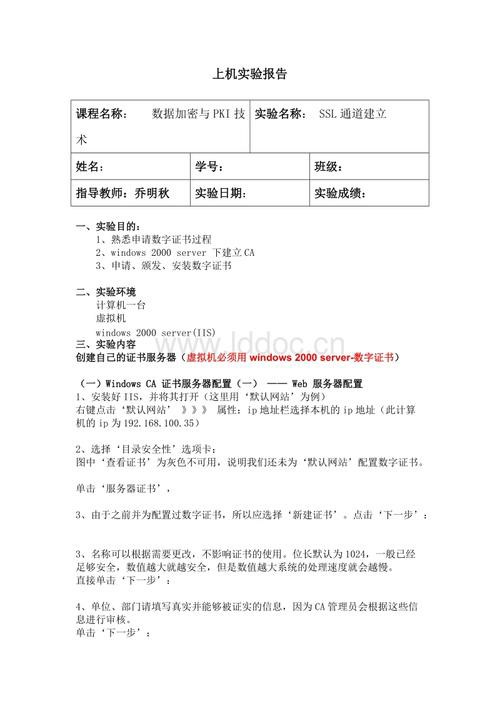 上机实验报告
课程名称： 数据加密与PKI技 实验名称： SSL通道建立
术
姓名： 学号： 班级：
指导教师：乔明秋 实验日期： 实验成绩：
一、实验目的：
1、熟悉申请数字证书过程
2、windows 2000 server 下建立CA
3、申请、颁发、安装数字证书
二、实验环境
计算机一台
虚拟机
windows 2000 server(IIS)
www.lddoc.cn
三、实验内容
创建自己的证书服务器（虚拟机必须用 windows 2000 server-数字证书）
（一）Windows CA 证书服务器配置（一） —— Web 服务器配置
1、安装好IIS，并将其打开（这里用‘默认网站’为例）
右键点击‘默认网站’ 》》》 属性；ip地址栏选择本机的ip地址（此计算
机的ip为192.168.100.35）
2、选择‘目录安全性’选项卡：
图中‘查看证书’为灰色不可用，说明我们还未为‘默认网站’配置数字证书。
单击‘服务器证书’，
3、由于之前并为配置过数字证书，所以应选择‘新建证书’。点击‘下一步’；
3、名称可以根据需要更改，不影响证书的使用。位长默认为1024，一般已经
足够安全，数值越大就越安全，但是数值越大系统的处理速度就会越慢。
直接单击‘下一步’：
4、单位、部门请填写真实并能够被证实的信息，因为CA管理员会根据这些信
息进行审核。
单击‘下一步’；